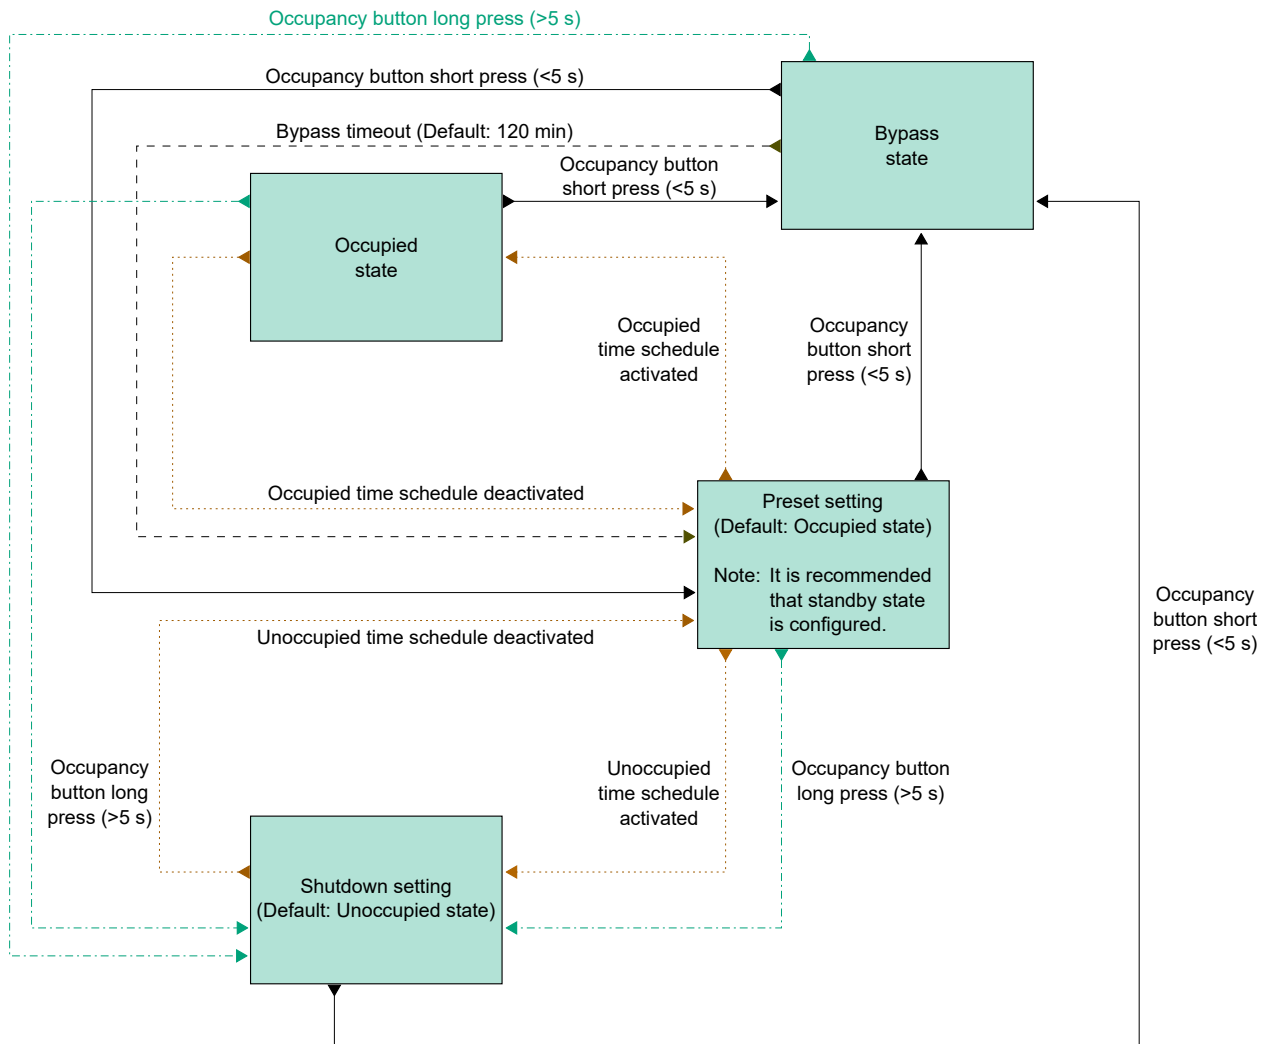 Occupancy button long press (>5 s)
Occupancy button short press (<5 s)
Bypass timeout (Default: 120 min)
Bypass
state
Occupancy button
short press (<5 s)
Occupied
state
Occupied
time schedule
activated
Occupancy
button short
press (<5 s)
Occupied time schedule deactivated
Preset setting
(Default: Occupied state)
Note: It is recommended
that standby state
is configured.
Unoccupied time schedule deactivated
Occupancy
button short
press (<5 s)
Occupancy
button long
press (>5 s)
Unoccupied
time schedule
activated
Occupancy button
long press (>5 s)
Shutdown setting
(Default: Unoccupied state)